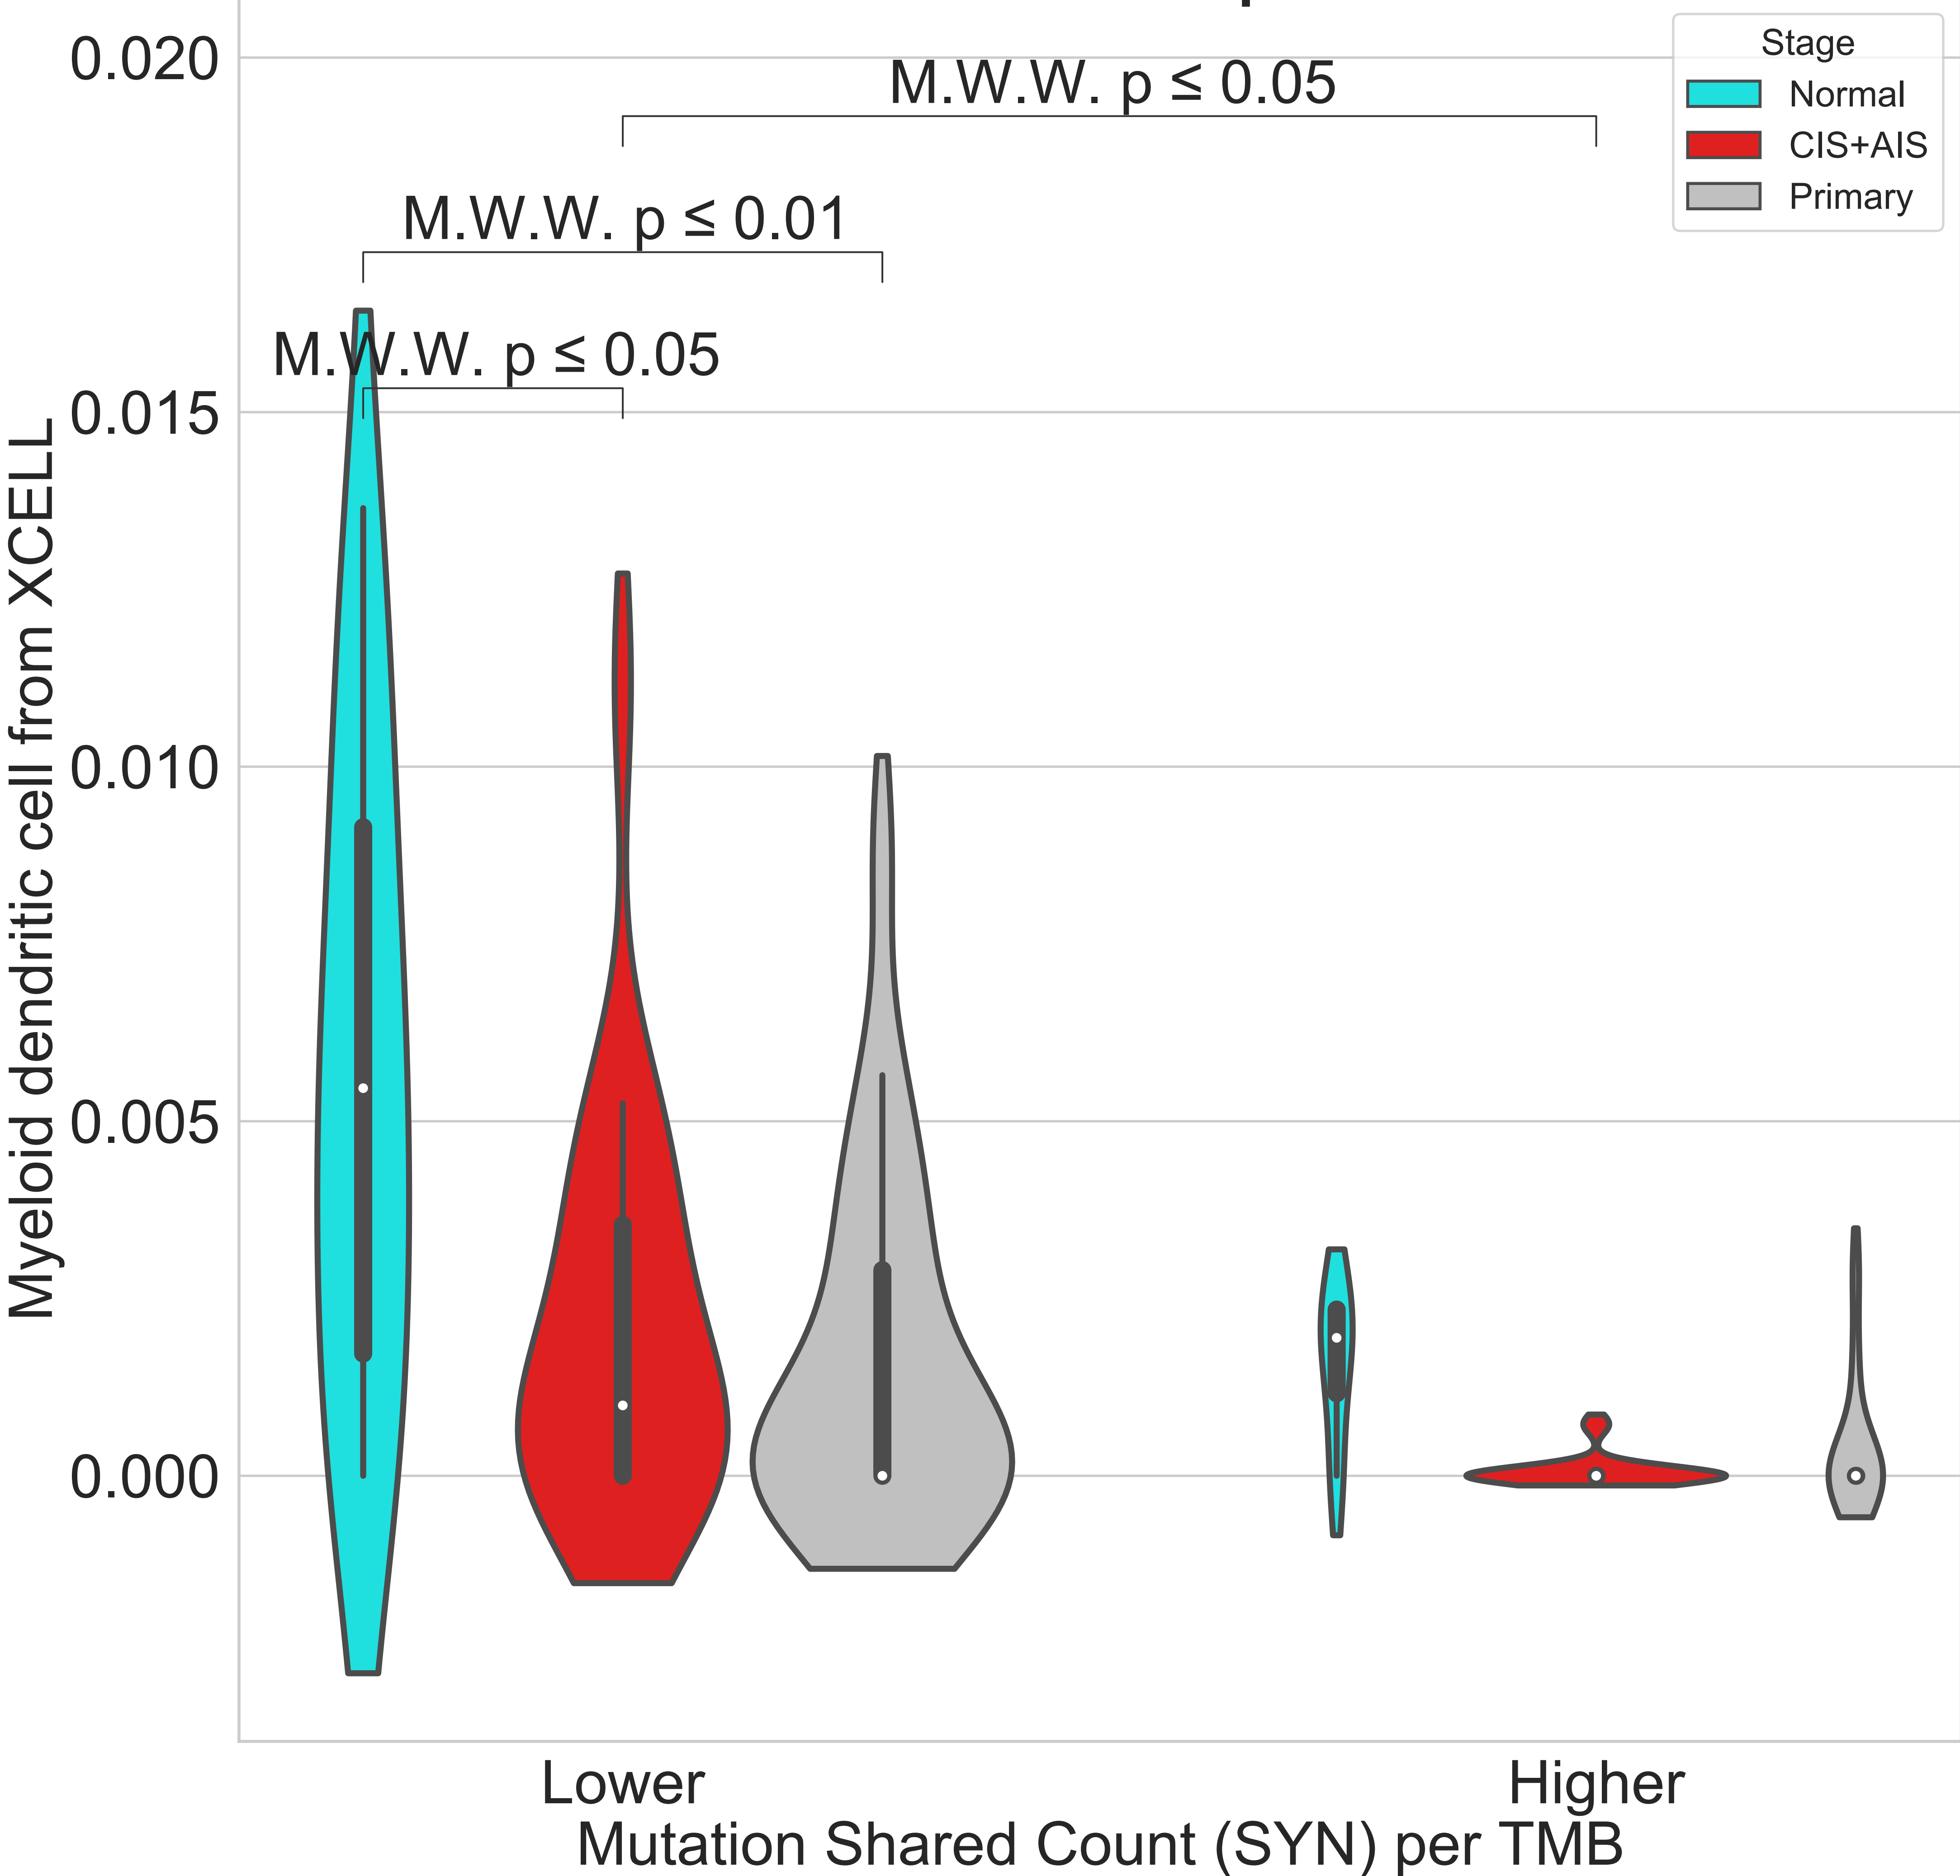 0.020
M.W.W. p ≤ 0.05
Stage
Normal
CIS+AIS
Primary
M.W.W. p ≤ 0.01
M.W.W. p ≤ 0.05
0.015
0.010
0.005
0.000
Myeloid dendritic cell from XCELL
Lower
Higher
Mutation Shared Count (SYN) per TMB